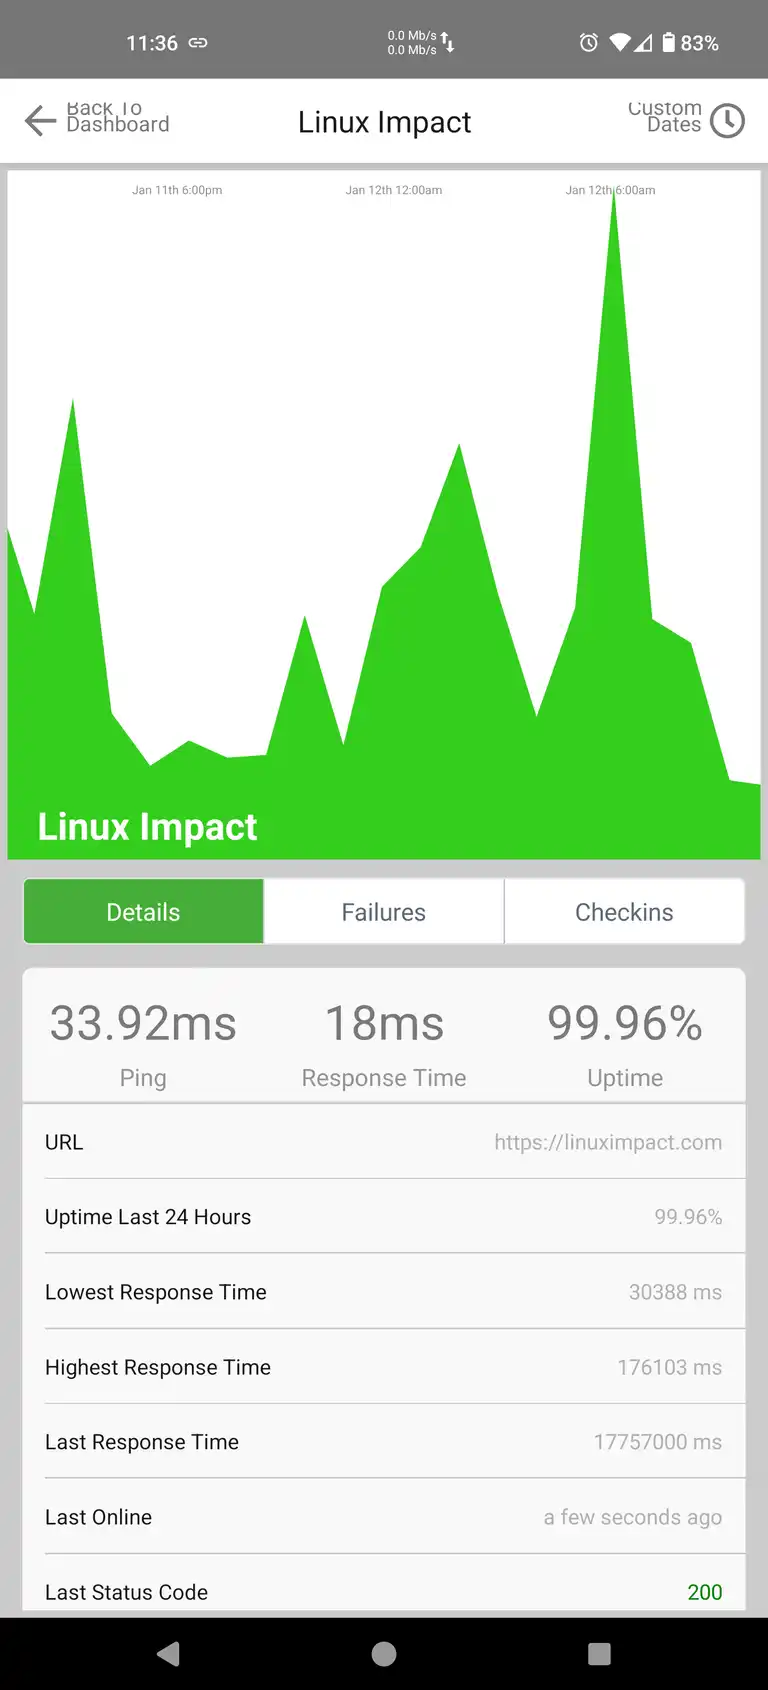 11:36
0.0 Mb/s
0.0 Mb/s
83%
Back To
Dashboard
Linux Impact
Custom
Dates
Jan 11th 6:00pm
Jan 12th 12:00am
Jan 12th 6:00am
Linux Impact
Details
Failures
Checkins
33.92ms
18ms
99.96%
Ping
Response Time
Uptime
URL
https://linuximpact.com
Uptime Last 24 Hours
99.96%
Lowest Response Time
30388 ms
Highest Response Time
176103 ms
Last Response Time
17757000 ms
Last Online
a few seconds ago
Last Status Code
200